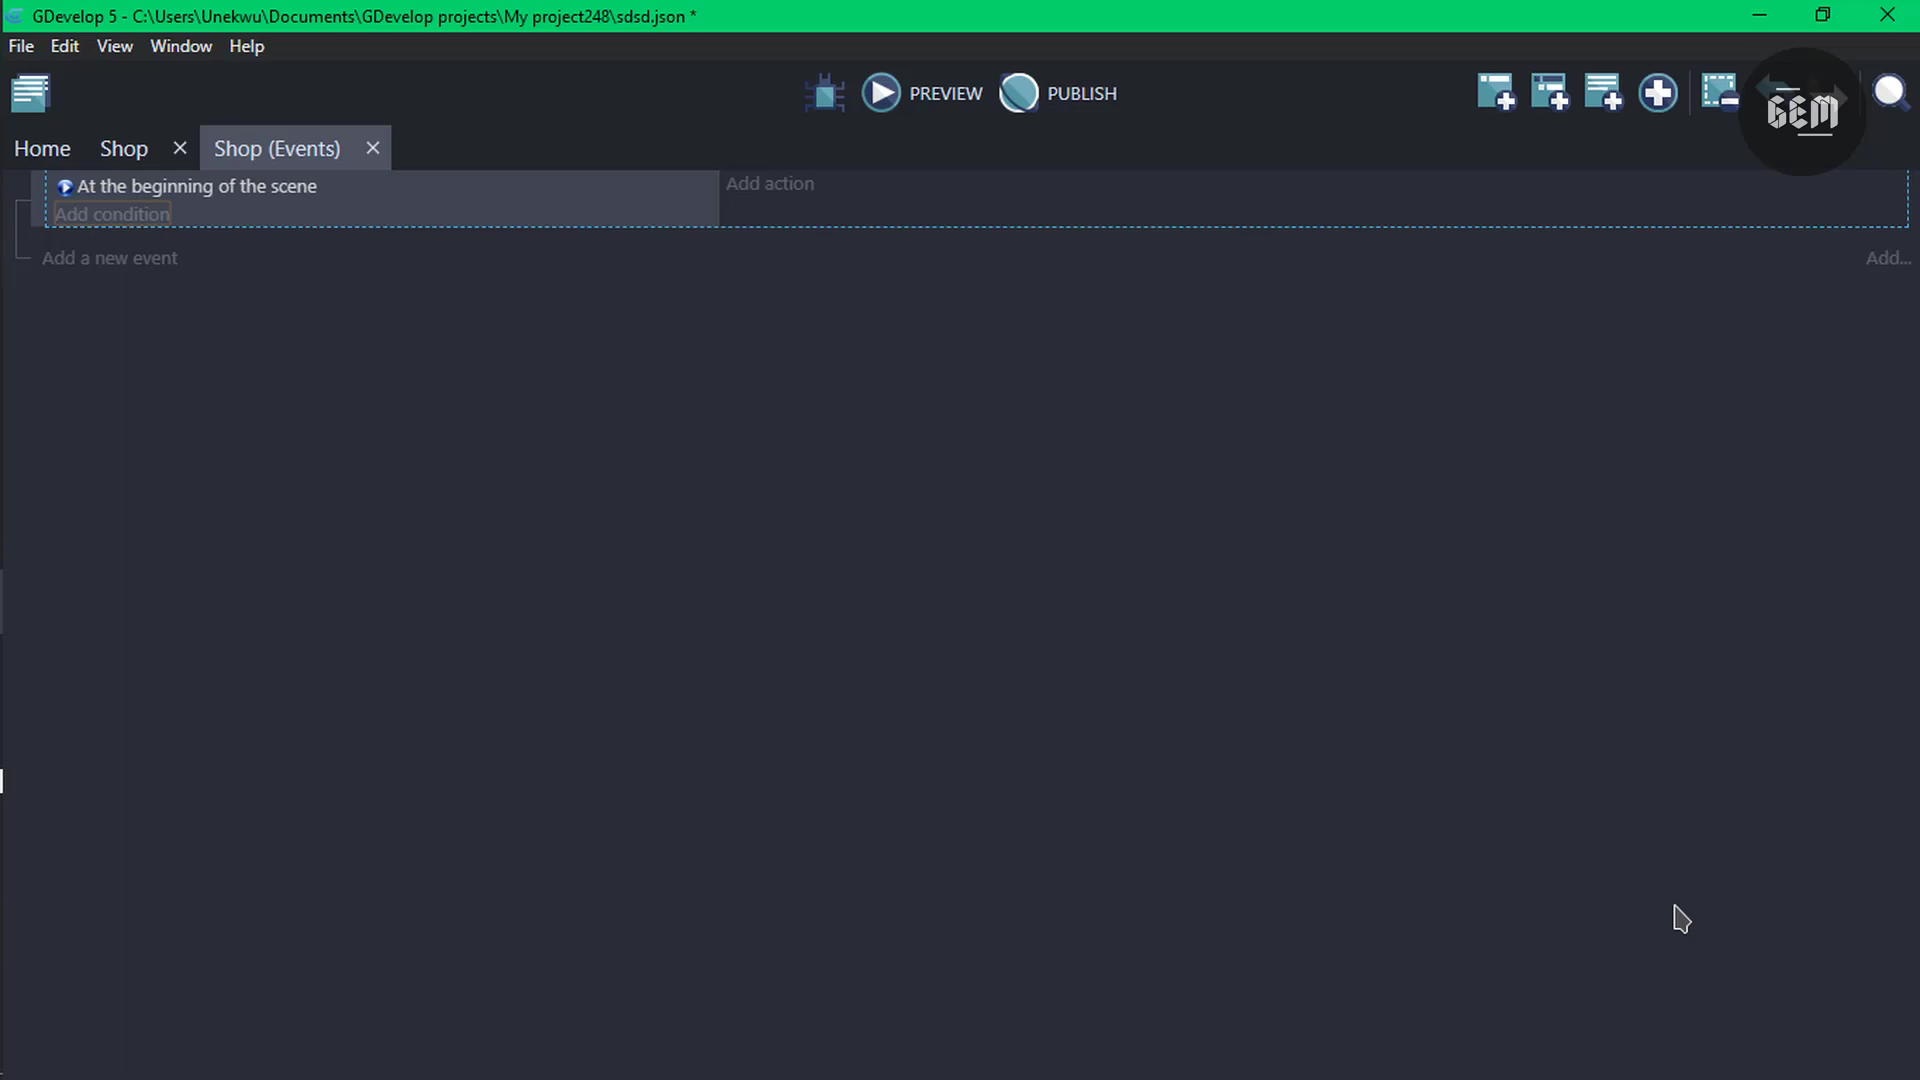 GDevelop 5 - C:\Users\Unekwu\Documents\GDevelop projects\My project248\sdsd.json *
File Edit View Window Help
PREVIEW PUBLISH
GEM
Home Shop Shop (Events)
At the beginning of the scene Add action
Add condition
Add a new event Add...